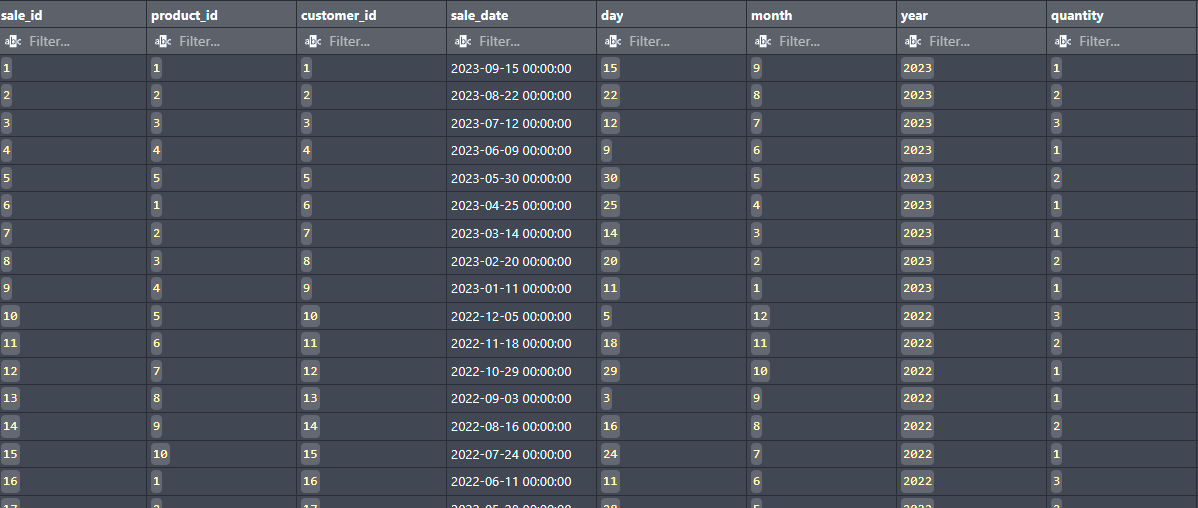 sale_id product_id customer_id sale_date day month year quantity
abc Filter... abc Filter... abc Filter... abc Filter... abc Filter... abc Filter... abc Filter... abc Filter...
1 1 1 2023-09-15 00:00:00 15 9 2023 1
2 2 2 2023-08-22 00:00:00 22 8 2023 2
3 3 3 2023-07-12 00:00:00 12 7 2023 3
4 4 4 2023-06-09 00:00:00 9 6 2023 1
5 5 5 2023-05-30 00:00:00 30 5 2023 2
6 1 6 2023-04-25 00:00:00 25 4 2023 1
7 2 7 2023-03-14 00:00:00 14 3 2023 1
8 3 8 2023-02-20 00:00:00 20 2 2023 2
9 4 9 2023-01-11 00:00:00 11 1 2023 1
10 5 10 2022-12-05 00:00:00 5 12 2022 3
11 6 11 2022-11-18 00:00:00 18 11 2022 2
12 7 12 2022-10-29 00:00:00 29 10 2022 1
13 8 13 2022-09-03 00:00:00 3 9 2022 1
14 9 14 2022-08-16 00:00:00 16 8 2022 2
15 10 15 2022-07-24 00:00:00 24 7 2022 1
16 1 16 2022-06-11 00:00:00 11 6 2022 3